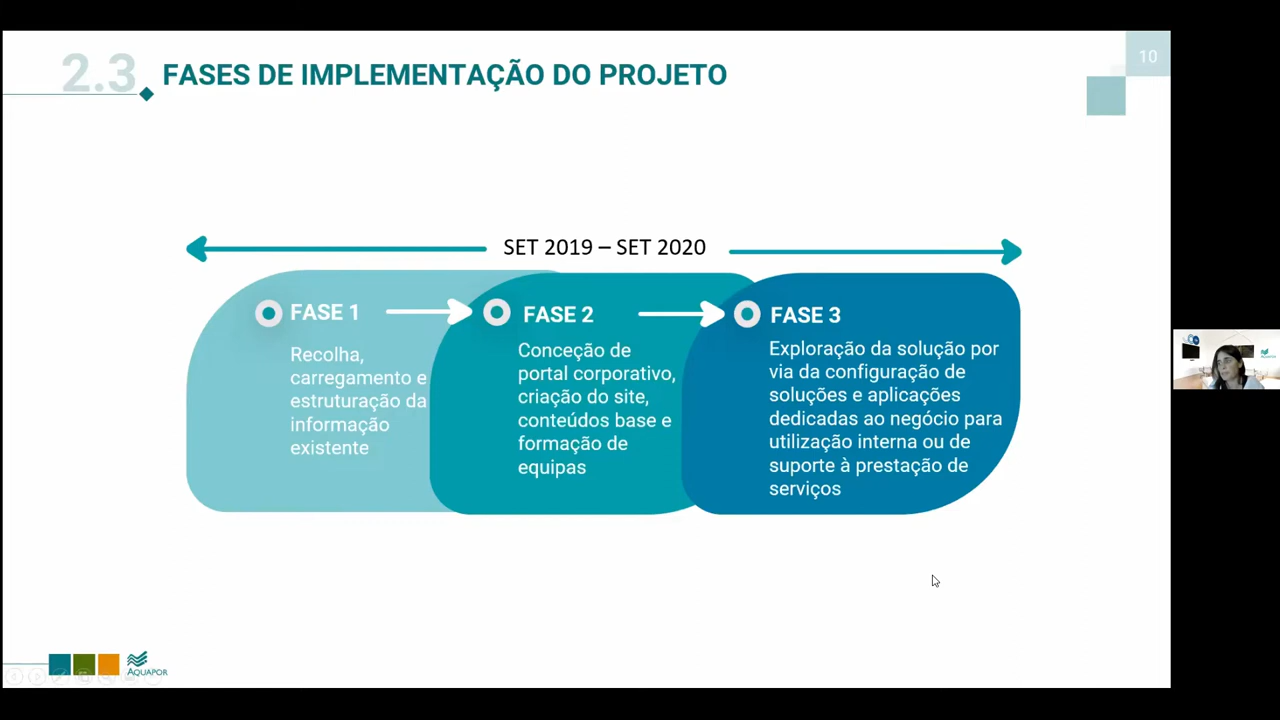 2.3
FASES DE IMPLEMENTAÇÃO DO PROJETO
10
SET 2019 – SET 2020
FASE 1
Recolha,
carregamento e
estruturação da
informação
existente
FASE 2
Conceção de
portal corporativo,
criação do site,
conteúdos base e
formação de
equipas
FASE 3
Exploração da solução por
via da configuração de
soluções e aplicações
dedicadas ao negócio para
utilização interna ou de
suporte à prestação de
serviços
AQUAPOR